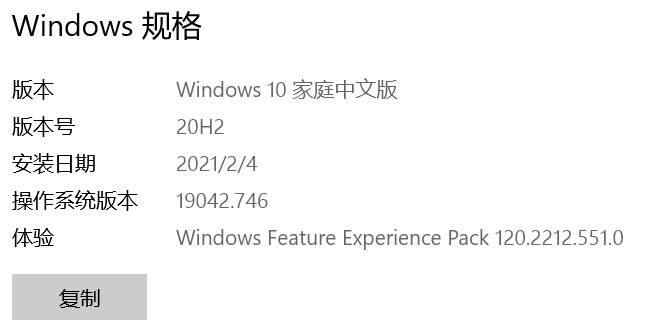 Windows 规格
版本 Windows 10 家庭中文版
版本号 20H2
安装日期 2021/2/4
操作系统版本 19042.746
体验 Windows Feature Experience Pack 120.2212.551.0
复制